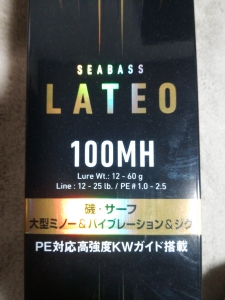 SEABASS
LATEO
100MH
Lure Wt.: 12 - 60 g
Line : 12 - 25 lb. / PE # 1.0 - 2.5
磯・サーフ
大型ミノー&ハイブレーション&ジグ
PE対応高強度KWガイド搭載